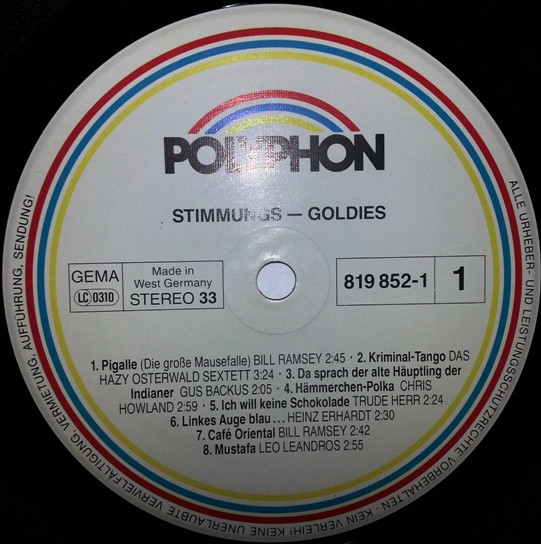 POLYPHON
STIMMUNGS — GOLDIES
GEMA
LC 0310
Made in
West Germany
STEREO 33
819 852-1
1
1. Pigalle (Die große Mausefalle) BILL RAMSEY 2:45 · 2. Kriminal-Tango DAS
HAZY OSTERWALD SEXTETT 3:24 · 3. Da sprach der alte Häuptling der
Indianer GUS BACKUS 2:05 · 4. Hämmerchen-Polka CHRIS
HOWLAND 2:59 · 5. Ich will keine Schokolade TRUDE HERR 2:24
6. Linkes Auge blau... HEINZ ERHARDT 2:30
7. Café Oriental BILL RAMSEY 2:42
8. Mustafa LEO LEANDROS 2:55
ALLE URHEBER- UND LEISTUNGSSCHUTZRECHTE VORBEHALTEN · KEIN VERLEIH! KEINE UNERLAUBTE VERVIELFÄLTIGUNG, VERMIETUNG, AUFFÜHRUNG, SENDUNG!